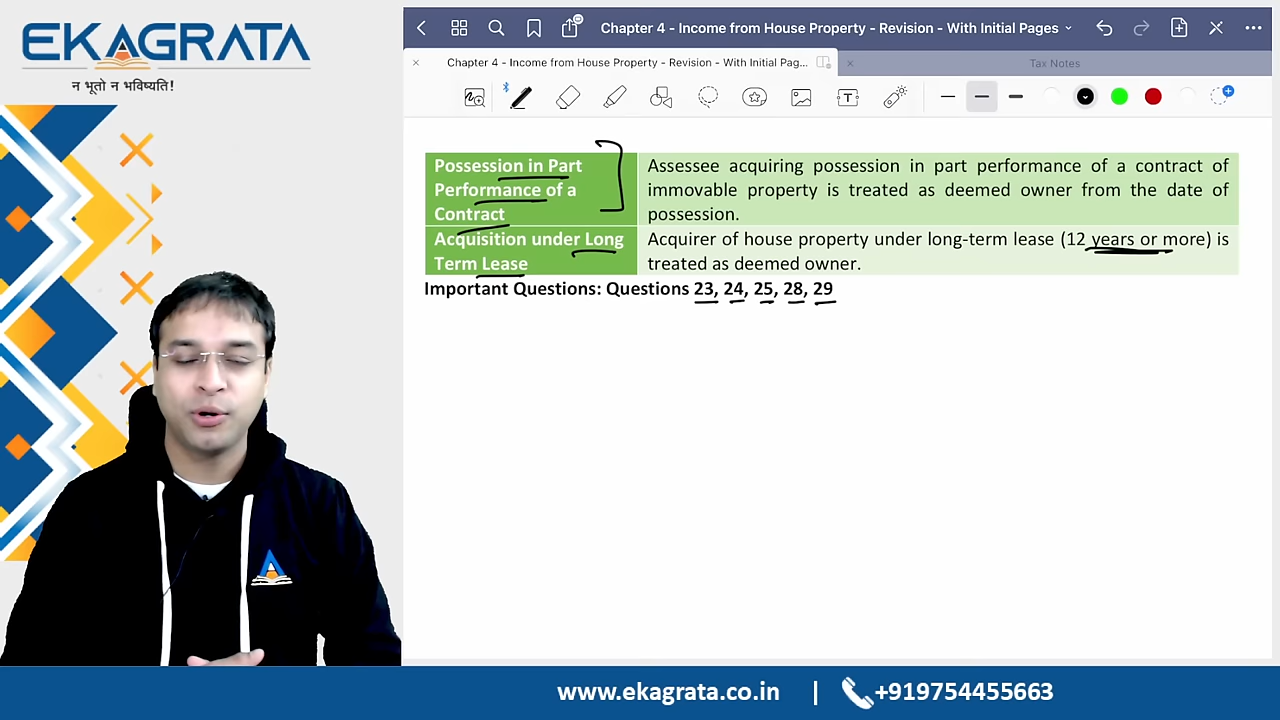 EKAGRATA
न भूतो न भविष्यति!
Chapter 4 - Income from House Property - Revision - With Initial Pages
Chapter 4 - Income from House Property - Revision - With Initial Pag...
Tax Notes
T
Possession in Part
Performance of a
Contract
Assessee acquiring possession in part performance of a contract of
immovable property is treated as deemed owner from the date of
possession.
Acquisition under Long
Term Lease
Acquirer of house property under long-term lease (12 years or more) is
treated as deemed owner.
Important Questions: Questions 23, 24, 25, 28, 29
www.ekagrata.co.in | +919754455663